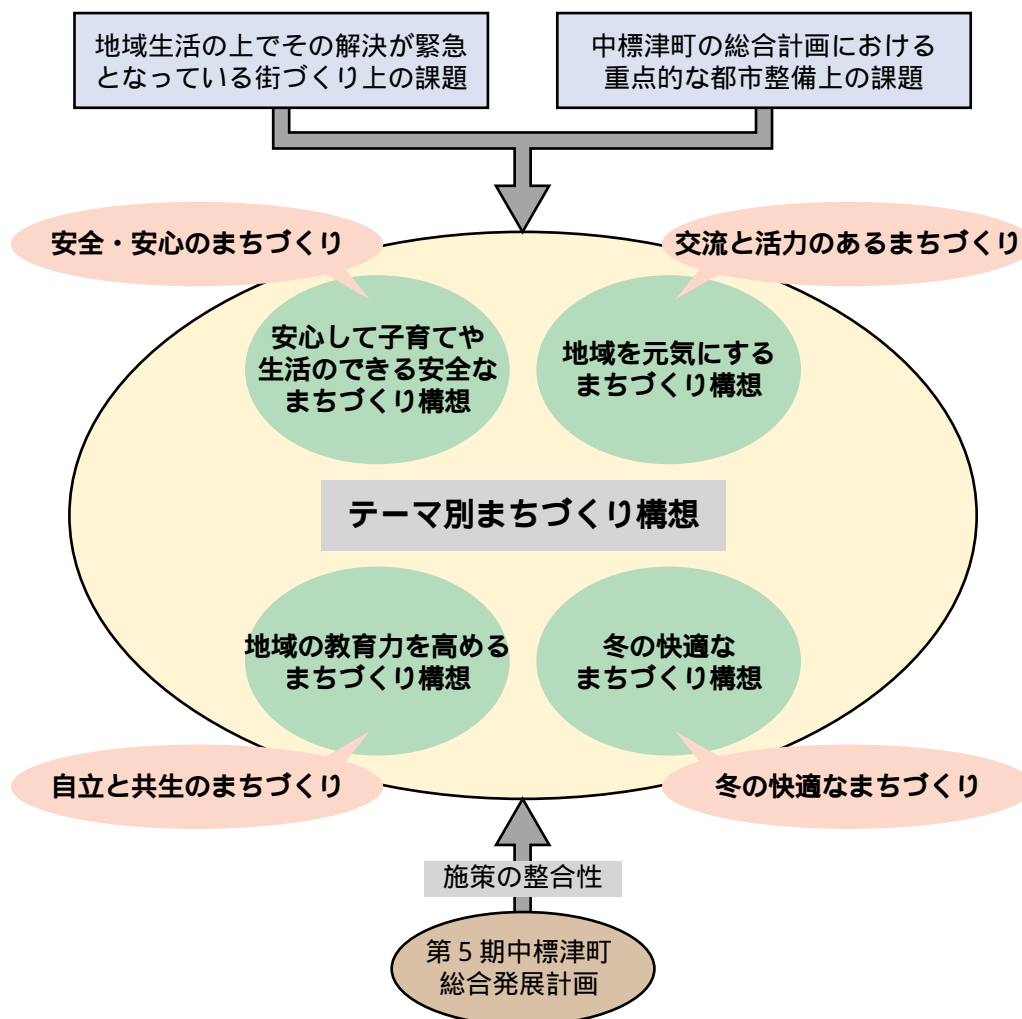 地域生活の上でその解決が緊急
となっている街づくり上の課題
中標津町の総合計画における
重点的な都市整備上の課題
安全・安心のまちづくり
交流と活力のあるまちづくり
安心して子育てや
生活のできる安全な
まちづくり構想
地域を元気にする
まちづくり構想
テーマ別まちづくり構想
地域の教育力を高める
まちづくり構想
冬の快適な
まちづくり構想
自立と共生のまちづくり
冬の快適なまちづくり
施策の整合性
第5期中標津町
総合発展計画